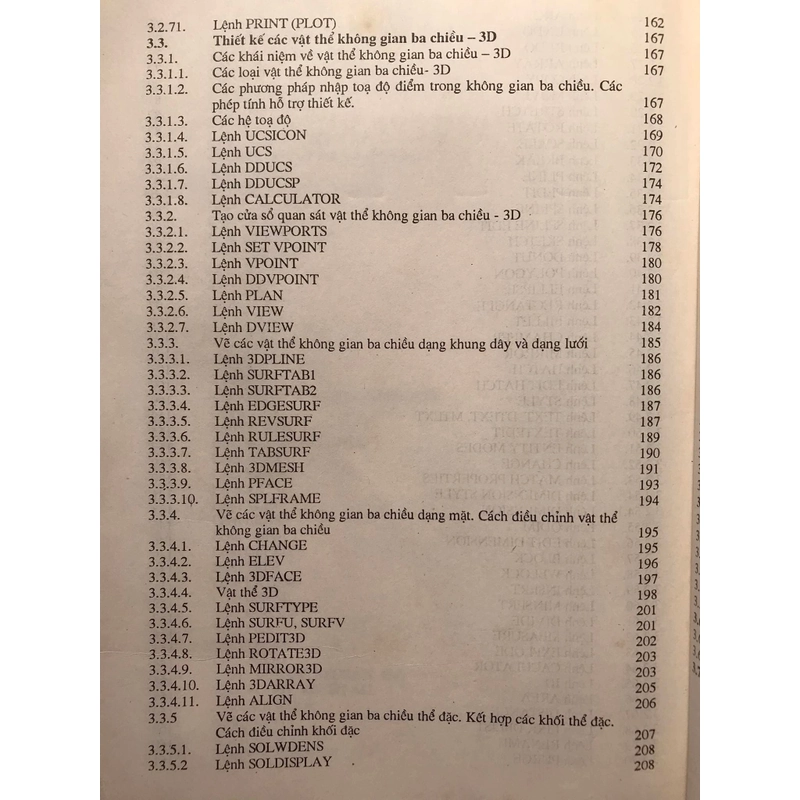 3.2.71. Lệnh PRINT (PLOT) 162
3.3. Thiết kế các vật thể không gian ba chiều – 3D 167
3.3.1. Các khái niệm về vật thể không gian ba chiều – 3D 167
3.3.1.1. Các loại vật thể không gian ba chiều- 3D 167
3.3.1.2. Các phương pháp nhập toạ độ điểm trong không gian ba chiều. Các
phép tính hỗ trợ thiết kế. 167
3.3.1.3. Các hệ toạ độ 168
3.3.1.4. Lệnh UCSICON 169
3.3.1.5. Lệnh UCS 170
3.3.1.6. Lệnh DDUCS 172
3.3.1.7. Lệnh DDUCSP 174
3.3.1.8. Lệnh CALCULATOR 174
3.3.2. Tạo cửa sổ quan sát vật thể không gian ba chiều - 3D 176
3.3.2.1. Lệnh VIEWPORTS 176
3.3.2.2. Lệnh SET VPOINT 178
3.3.2.3. Lệnh VPOINT 180
3.3.2.4. Lệnh DDVPOINT 180
3.3.2.5. Lệnh PLAN 181
3.3.2.6. Lệnh VIEW 182
3.3.2.7. Lệnh DVIEW 184
3.3.3. Vẽ các vật thể không gian ba chiều dạng khung dây và dạng lưới 185
3.3.3.1. Lệnh 3DPLINE 186
3.3.3.2. Lệnh SURFTAB1 186
3.3.3.3. Lệnh SURFTAB2 186
3.3.3.4. Lệnh EDGESURF 187
3.3.3.5. Lệnh REVSURF 187
3.3.3.6. Lệnh RULESURF 189
3.3.3.7. Lệnh TABSURF 190
3.3.3.8. Lệnh 3DMESH 191
3.3.3.9. Lệnh PFACE 193
3.3.3.10. Lệnh SPLFRAME 194
3.3.4. Vẽ các vật thể không gian ba chiều dạng mặt. Cách điều chỉnh vật thể
không gian ba chiều 195
3.3.4.1. Lệnh CHANGE 195
3.3.4.2. Lệnh ELEV 196
3.3.4.3. Lệnh 3DFACE 197
3.3.4.4. Vật thể 3D 198
3.3.4.5. Lệnh SURFTYPE 201
3.3.4.6. Lệnh SURFU, SURFV 201
3.3.4.7. Lệnh PEDIT3D 202
3.3.4.8. Lệnh ROTATE3D 203
3.3.4.9. Lệnh MIRROR3D 203
3.3.4.10. Lệnh 3DARRAY 205
3.3.4.11. Lệnh ALIGN 206
3.3.5 Vẽ các vật thể không gian ba chiều thể đặc. Kết hợp các khối thể đặc.
Cách điều chỉnh khối đặc 207
3.3.5.1. Lệnh SOLWDENS 208
3.3.5.2 Lệnh SOLDISPLAY 208